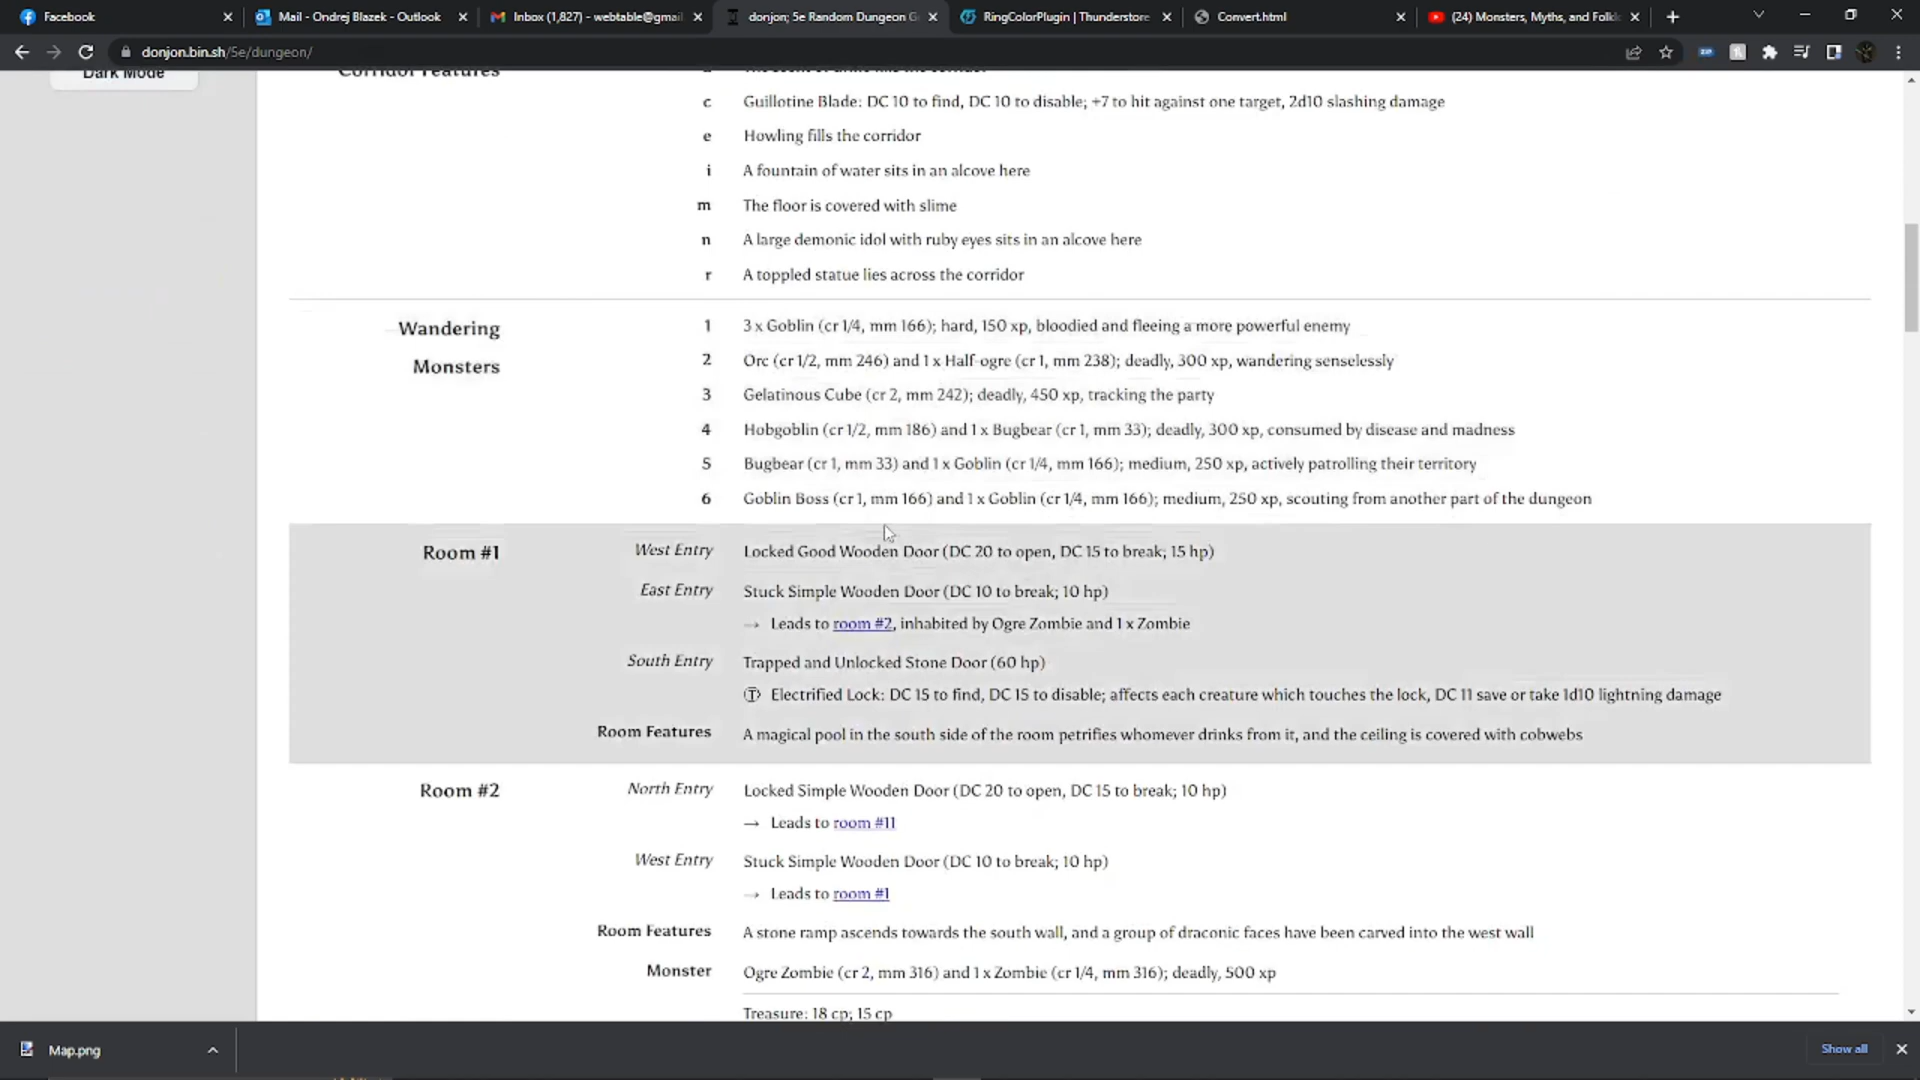 Facebook
Mail - Ondrej Blazek - Outlook
Inbox (1,827) - webtable@gmai
donjon; 5e Random Dungeon G
RingColorPlugin | Thunderstore
Convert.html
(24) Monsters, Myths, and Folkl
donjon.bin.sh/5e/dungeon/
Dark Mode
Corridor Features
c Guillotine Blade: DC 10 to find, DC 10 to disable; +7 to hit against one target, 2d10 slashing damage
e Howling fills the corridor
i A fountain of water sits in an alcove here
m The floor is covered with slime
n A large demonic idol with ruby eyes sits in an alcove here
r A toppled statue lies across the corridor
Wandering Monsters
1 3 x Goblin (cr 1/4, mm 166); hard, 150 xp, bloodied and fleeing a more powerful enemy
2 Orc (cr 1/2, mm 246) and 1 x Half-ogre (cr 1, mm 238); deadly, 300 xp, wandering senselessly
3 Gelatinous Cube (cr 2, mm 242); deadly, 450 xp, tracking the party
4 Hobgoblin (cr 1/2, mm 186) and 1 x Bugbear (cr 1, mm 33); deadly, 300 xp, consumed by disease and madness
5 Bugbear (cr 1, mm 33) and 1 x Goblin (cr 1/4, mm 166); medium, 250 xp, actively patrolling their territory
6 Goblin Boss (cr 1, mm 166) and 1 x Goblin (cr 1/4, mm 166); medium, 250 xp, scouting from another part of the dungeon
Room #1 West Entry Locked Good Wooden Door (DC 20 to open, DC 15 to break; 15 hp)
East Entry Stuck Simple Wooden Door (DC 10 to break; 10 hp)
→ Leads to room #2, inhabited by Ogre Zombie and 1 x Zombie
South Entry Trapped and Unlocked Stone Door (60 hp)
Ⓣ Electrified Lock: DC 15 to find, DC 15 to disable; affects each creature which touches the lock, DC 11 save or take 1d10 lightning damage
Room Features A magical pool in the south side of the room petrifies whomever drinks from it, and the ceiling is covered with cobwebs
Room #2 North Entry Locked Simple Wooden Door (DC 20 to open, DC 15 to break; 10 hp)
→ Leads to room #11
West Entry Stuck Simple Wooden Door (DC 10 to break; 10 hp)
→ Leads to room #1
Room Features A stone ramp ascends towards the south wall, and a group of draconic faces have been carved into the west wall
Monster Ogre Zombie (cr 2, mm 316) and 1 x Zombie (cr 1/4, mm 316); deadly, 500 xp
Treasure: 18 cp; 15 cp
Map.png
Show all